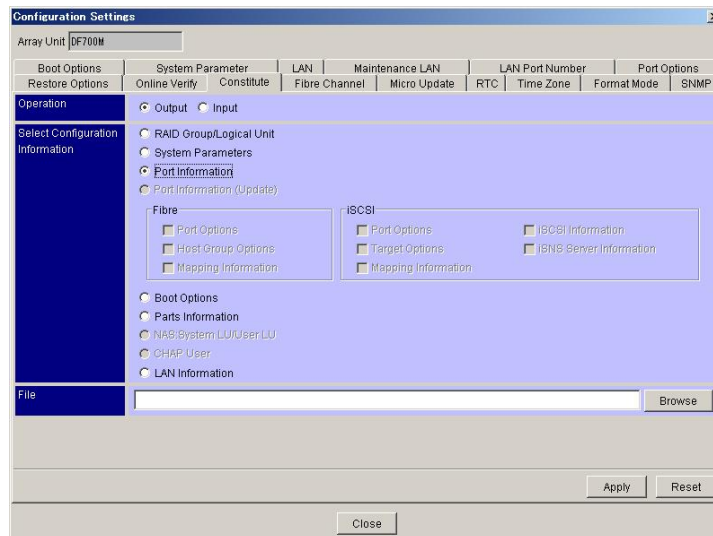 Configuration Settings
Array Unit DF700M
Boot Options System Parameter LAN Maintenance LAN LAN Port Number Port Options
Restore Options Online Verify Constitute Fibre Channel Micro Update RTC Time Zone Format Mode SNMP
Operation
Output Input
Select Configuration Information
RAID Group/Logical Unit
System Parameters
Port Information
Port Information (Update)
Fibre
Port Options
Host Group Options
Mapping Information
iSCSI
Port Options iSCSI Information
Target Options iSNS Server Information
Mapping Information
Boot Options
Parts Information
NAS:System LU/User LU
CHAP User
LAN Information
File
Browse
Apply Reset
Close